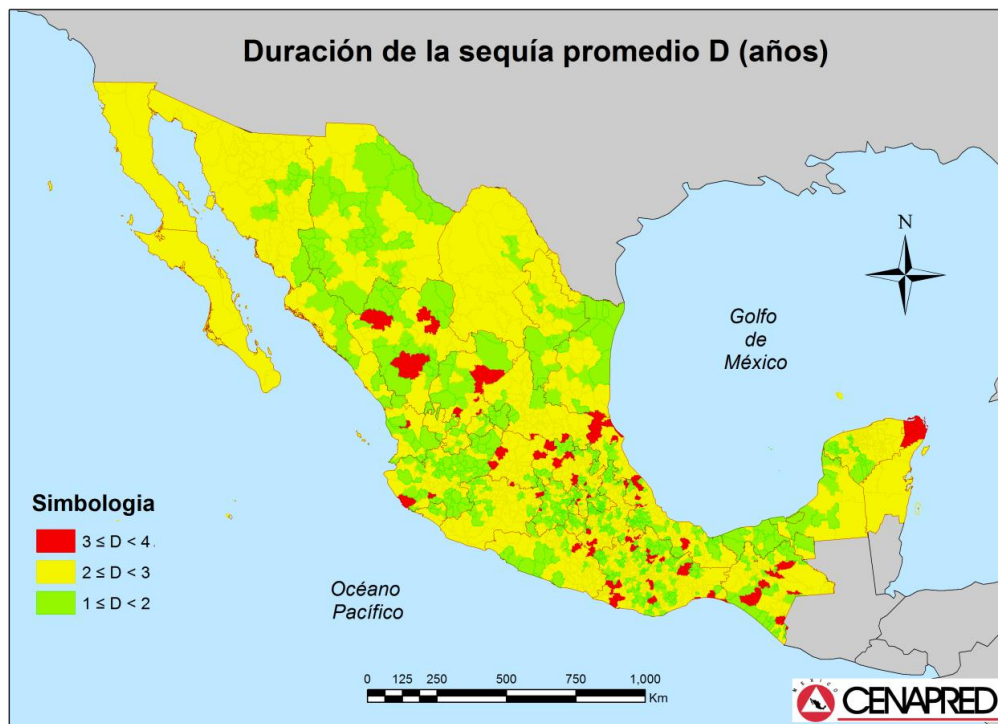 Duración de la sequía promedio D (años)
N
Golfo
de
México
Simbologia
3 ≤ D < 4
2 ≤ D < 3
1 ≤ D < 2
Océano
Pacífico
0 125 250 500 750 1,000
Km
MEXICO
CENAPRED